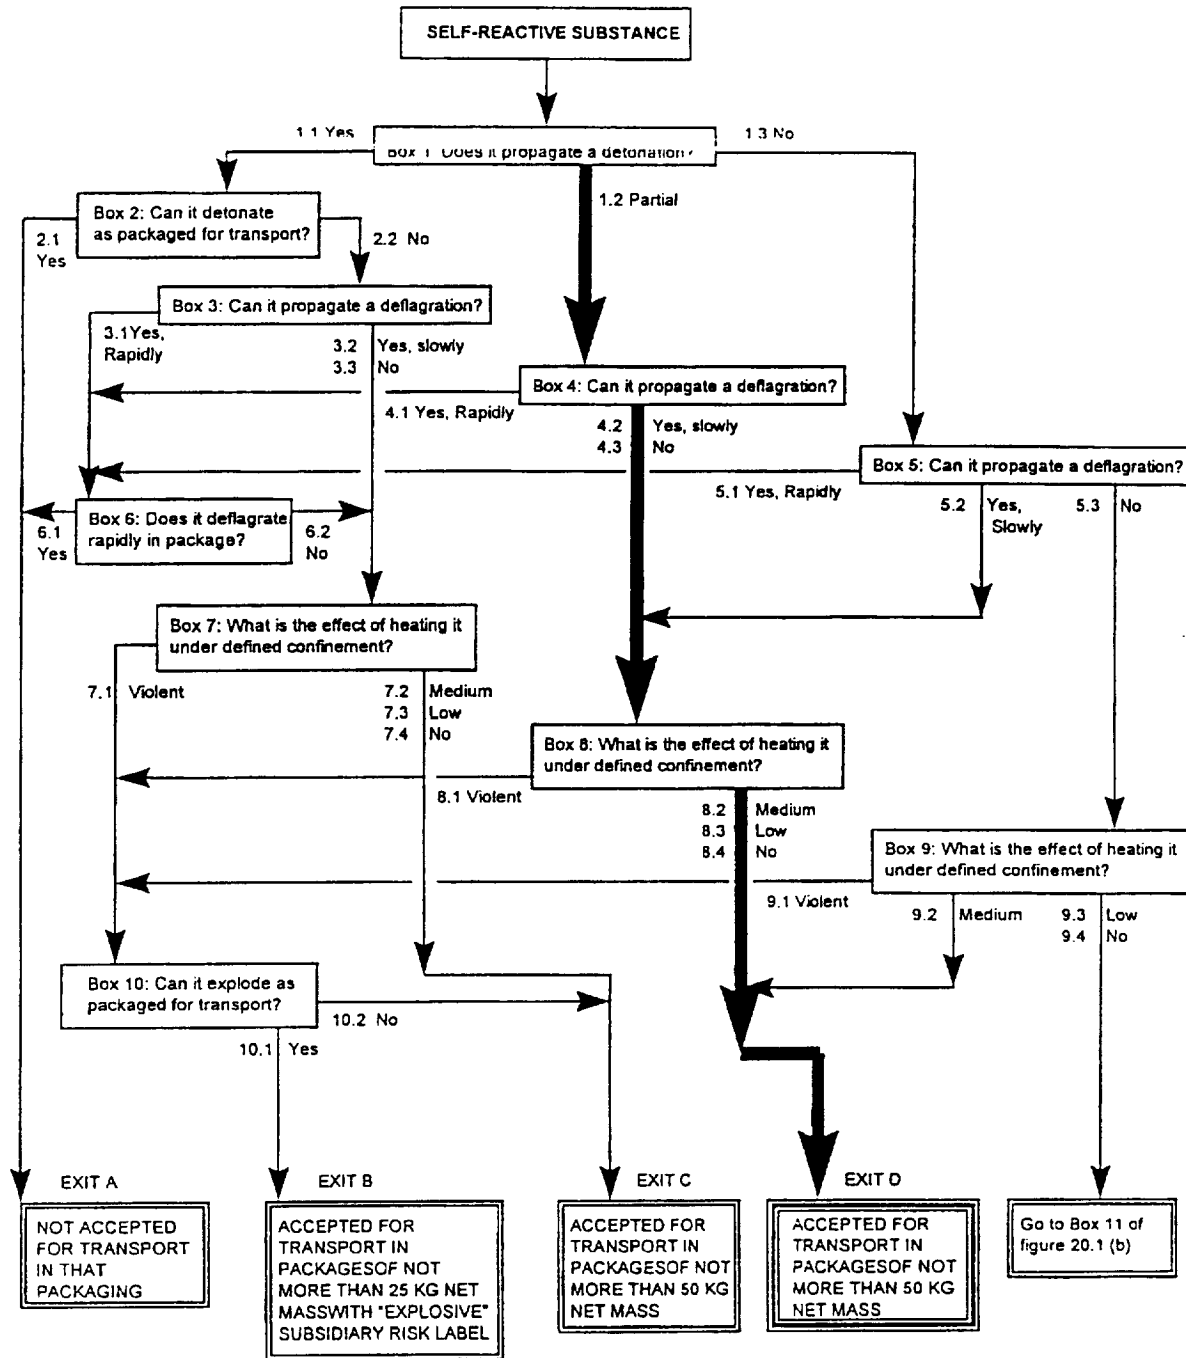 SELF-REACTIVE SUBSTANCE
1.1 Yes
1.3 No
Box 1: Does it propagate a detonation?
1.2 Partial
Box 2: Can it detonate
as packaged for transport?
2.1
Yes
2.2 No
Box 3: Can it propagate a deflagration?
3.1Yes,
Rapidly
3.2 Yes, slowly
3.3 No
Box 4: Can it propagate a deflagration?
4.1 Yes, Rapidly
4.2 Yes, slowly
4.3 No
Box 5: Can it propagate a deflagration?
5.1 Yes, Rapidly
5.2 Yes,
Slowly
5.3 No
Box 6: Does it deflagrate
rapidly in package?
6.1
Yes
6.2
No
Box 7: What is the effect of heating it
under defined confinement?
7.1 Violent
7.2 Medium
7.3 Low
7.4 No
Box 8: What is the effect of heating it
under defined confinement?
8.1 Violent
8.2 Medium
8.3 Low
8.4 No
Box 9: What is the effect of heating it
under defined confinement?
9.1 Violent
9.2 Medium
9.3 Low
9.4 No
Box 10: Can it explode as
packaged for transport?
10.2 No
10.1 Yes
EXIT A
NOT ACCEPTED
FOR TRANSPORT
IN THAT
PACKAGING
EXIT B
ACCEPTED FOR
TRANSPORT IN
PACKAGESOF NOT
MORE THAN 25 KG NET
MASSWITH "EXPLOSIVE"
SUBSIDIARY RISK LABEL
EXIT C
ACCEPTED FOR
TRANSPORT IN
PACKAGESOF NOT
MORE THAN 50 KG
NET MASS
EXIT D
ACCEPTED FOR
TRANSPORT IN
PACKAGESOF NOT
MORE THAN 50 KG
NET MASS
Go to Box 11 of
figure 20.1 (b)